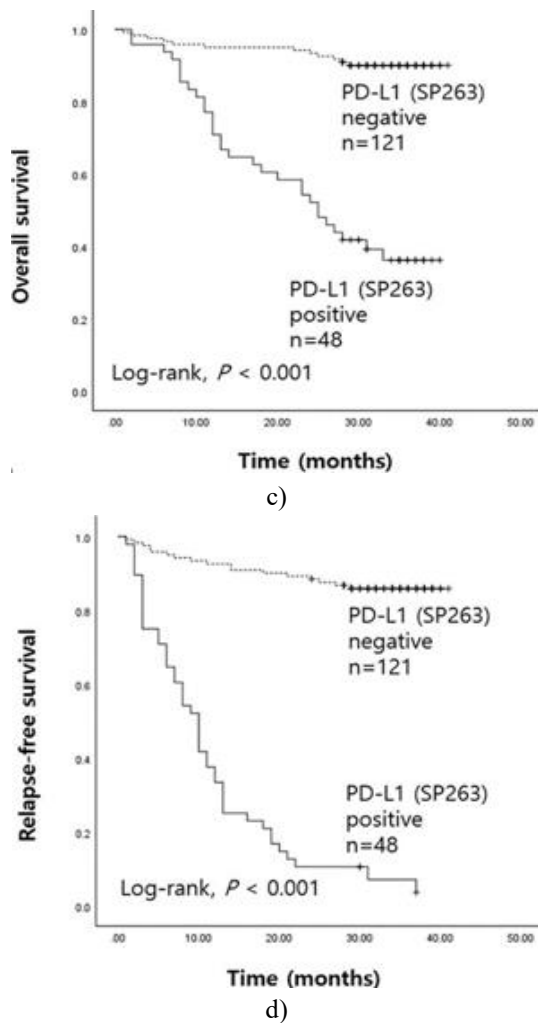 1.0
0.8
0.6
0.4
0.2
0.0
Overall survival
PD-L1 (SP263)
negative
n=121
PD-L1 (SP263)
positive
n=48
Log-rank, P < 0.001
.00 10.00 20.00 30.00 40.00 50.00
Time (months)
c)
1.0
0.8
0.6
0.4
0.2
0.0
Relapse-free survival
PD-L1 (SP263)
negative
n=121
PD-L1 (SP263)
positive
n=48
Log-rank, P < 0.001
.00 10.00 20.00 30.00 40.00 50.00
Time (months)
d)